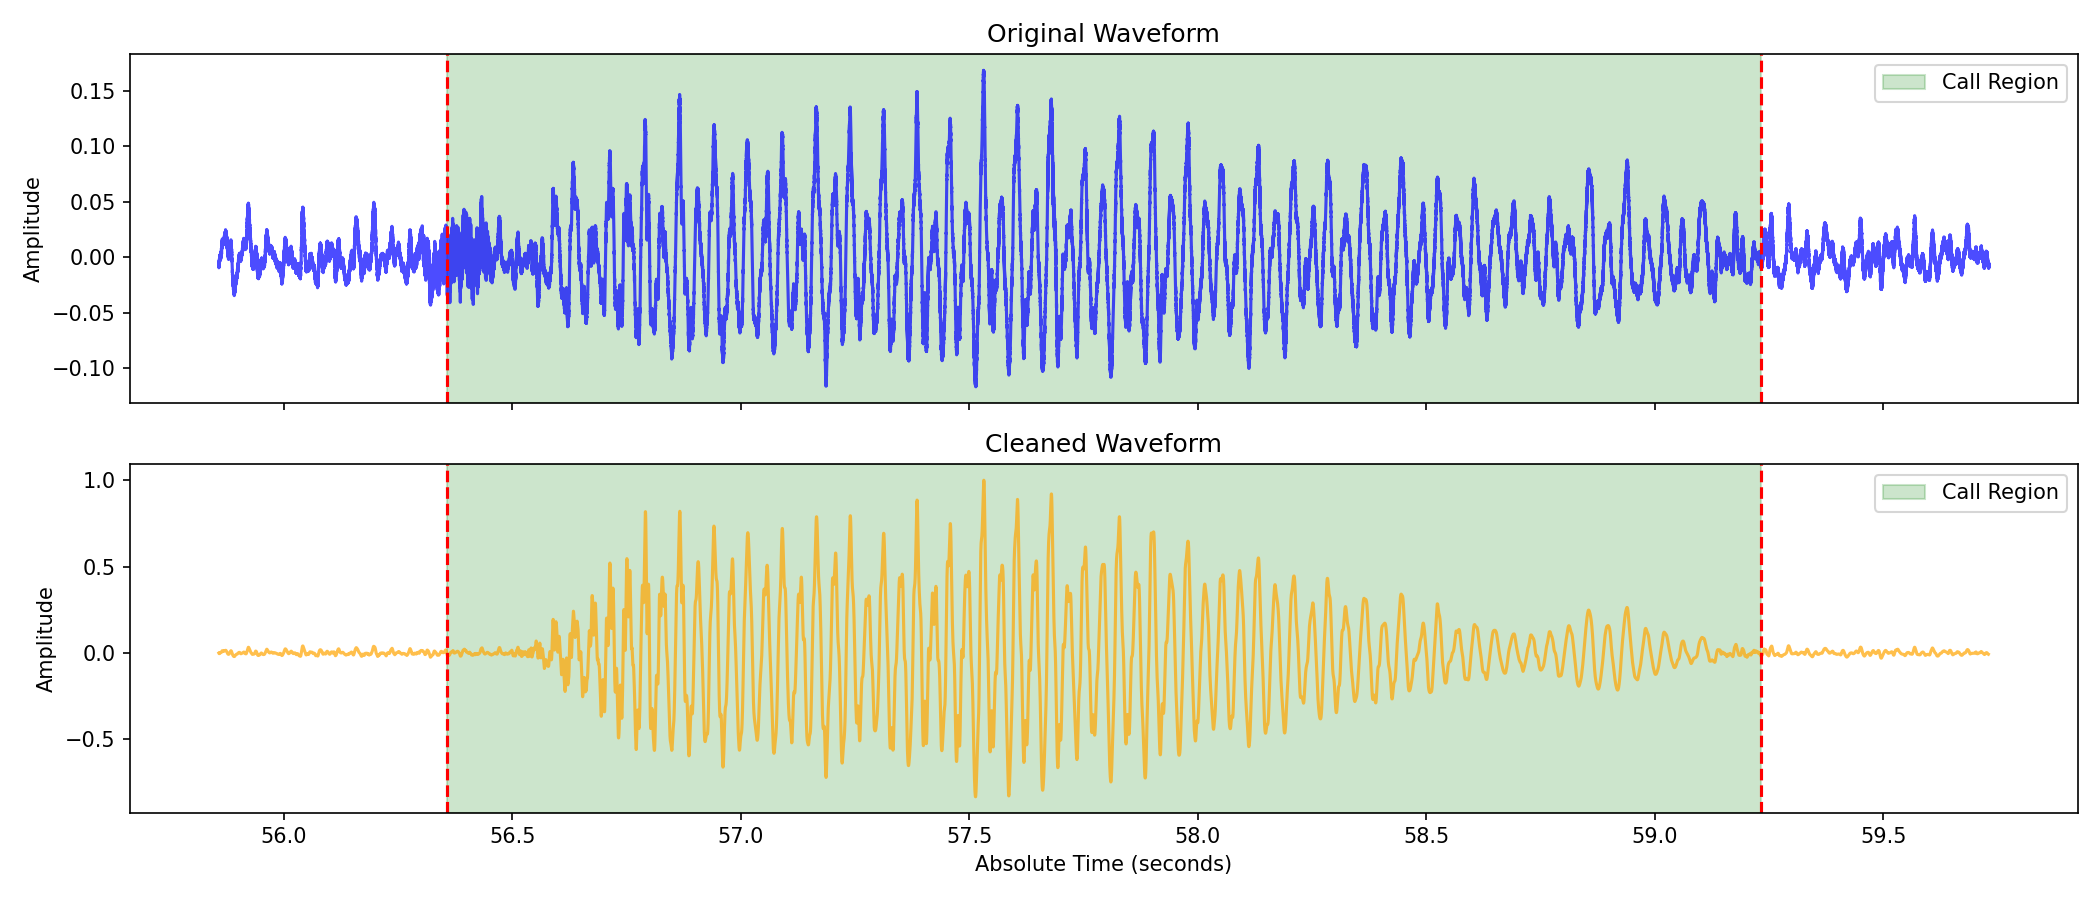 Original Waveform
Call Region
Amplitude
0.15
0.10
0.05
0.00
−0.05
−0.10
Cleaned Waveform
Call Region
Amplitude
1.0
0.5
0.0
−0.5
56.0 56.5 57.0 57.5 58.0 58.5 59.0 59.5
Absolute Time (seconds)